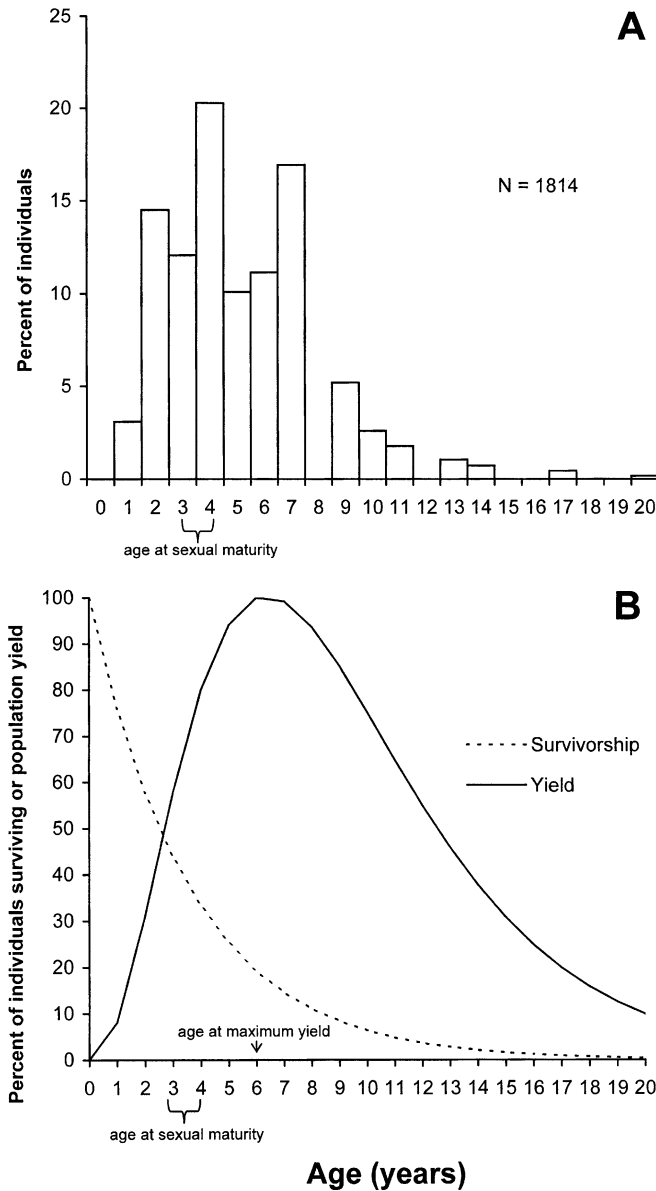 A
25
20
15
10
5
0
Percent of individuals
N = 1814
0 1 2 3 4 5 6 7 8 9 10 11 12 13 14 15 16 17 18 19 20
age at sexual maturity
B
100
90
80
70
60
50
40
30
20
10
0
Percent of individuals surviving or population yield
Survivorship
Yield
age at maximum yield
0 1 2 3 4 5 6 7 8 9 10 11 12 13 14 15 16 17 18 19 20
age at sexual maturity
Age (years)